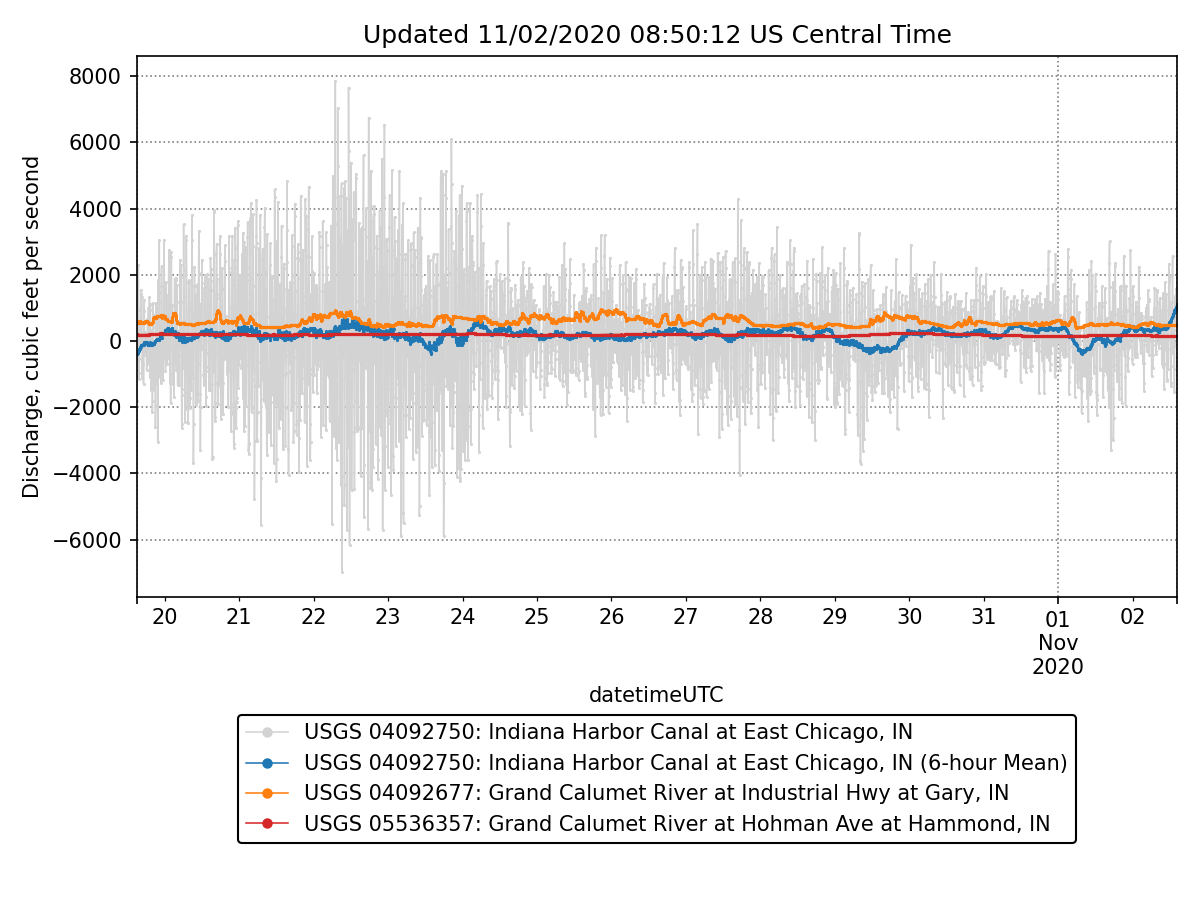 Updated 11/02/2020 08:50:12 US Central Time
Discharge, cubic feet per second
8000
6000
4000
2000
0
−2000
−4000
−6000
20 21 22 23 24 25 26 27 28 29 30 31 01 02
Nov
2020
datetimeUTC
USGS 04092750: Indiana Harbor Canal at East Chicago, IN
USGS 04092750: Indiana Harbor Canal at East Chicago, IN (6-hour Mean)
USGS 04092677: Grand Calumet River at Industrial Hwy at Gary, IN
USGS 05536357: Grand Calumet River at Hohman Ave at Hammond, IN